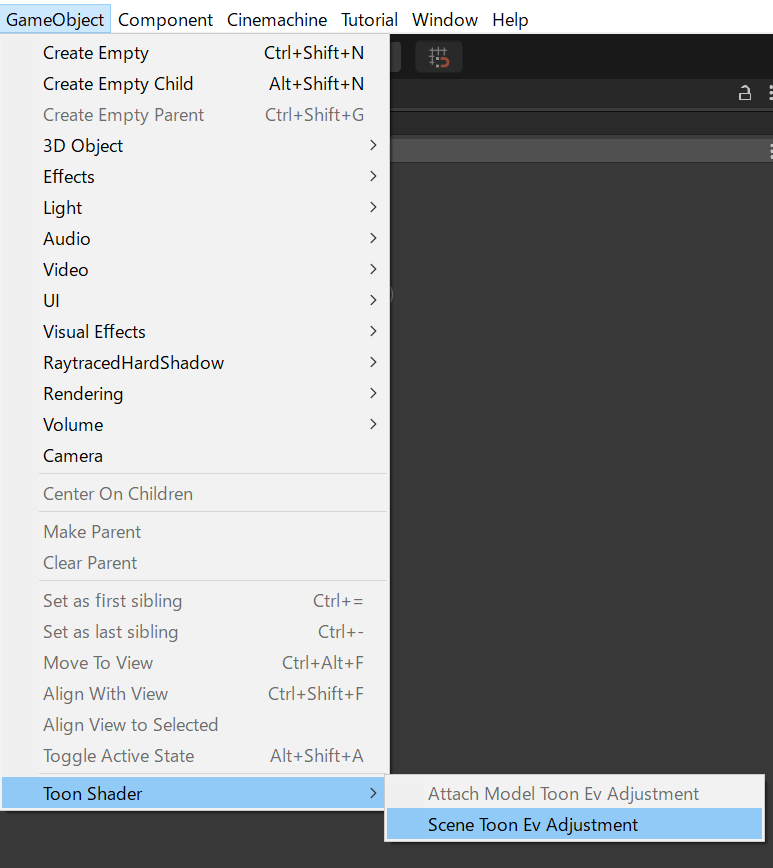 GameObject Component Cinemachine Tutorial Window Help
Create Empty Ctrl+Shift+N
Create Empty Child Alt+Shift+N
Create Empty Parent Ctrl+Shift+G
3D Object
Effects
Light
Audio
Video
UI
Visual Effects
RaytracedHardShadow
Rendering
Volume
Camera
Center On Children
Make Parent
Clear Parent
Set as first sibling Ctrl+=
Set as last sibling Ctrl+-
Move To View Ctrl+Alt+F
Align With View Ctrl+Shift+F
Align View to Selected
Toggle Active State Alt+Shift+A
Toon Shader Attach Model Toon Ev Adjustment
Scene Toon Ev Adjustment